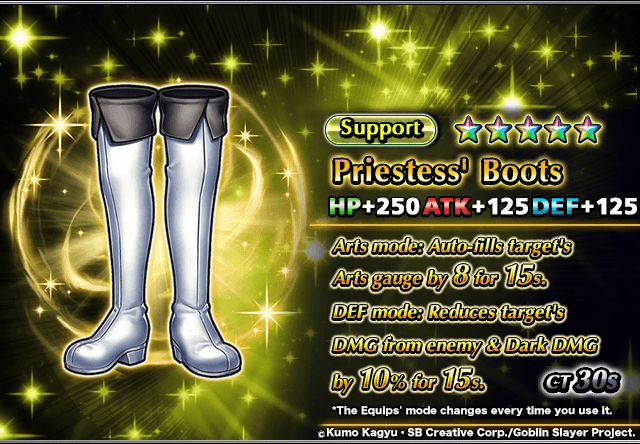 Support
Priestess' Boots
HP+250 ATK+125 DEF+125
Arts mode: Auto-fills target's
Arts gauge by 8 for 15s.
DEF mode: Reduces target's
DMG from enemy & Dark DMG
by 10% for 15s. CT 30s
*The Equips' mode changes every time you use it.
©Kumo Kagyu・SB Creative Corp./Goblin Slayer Project.